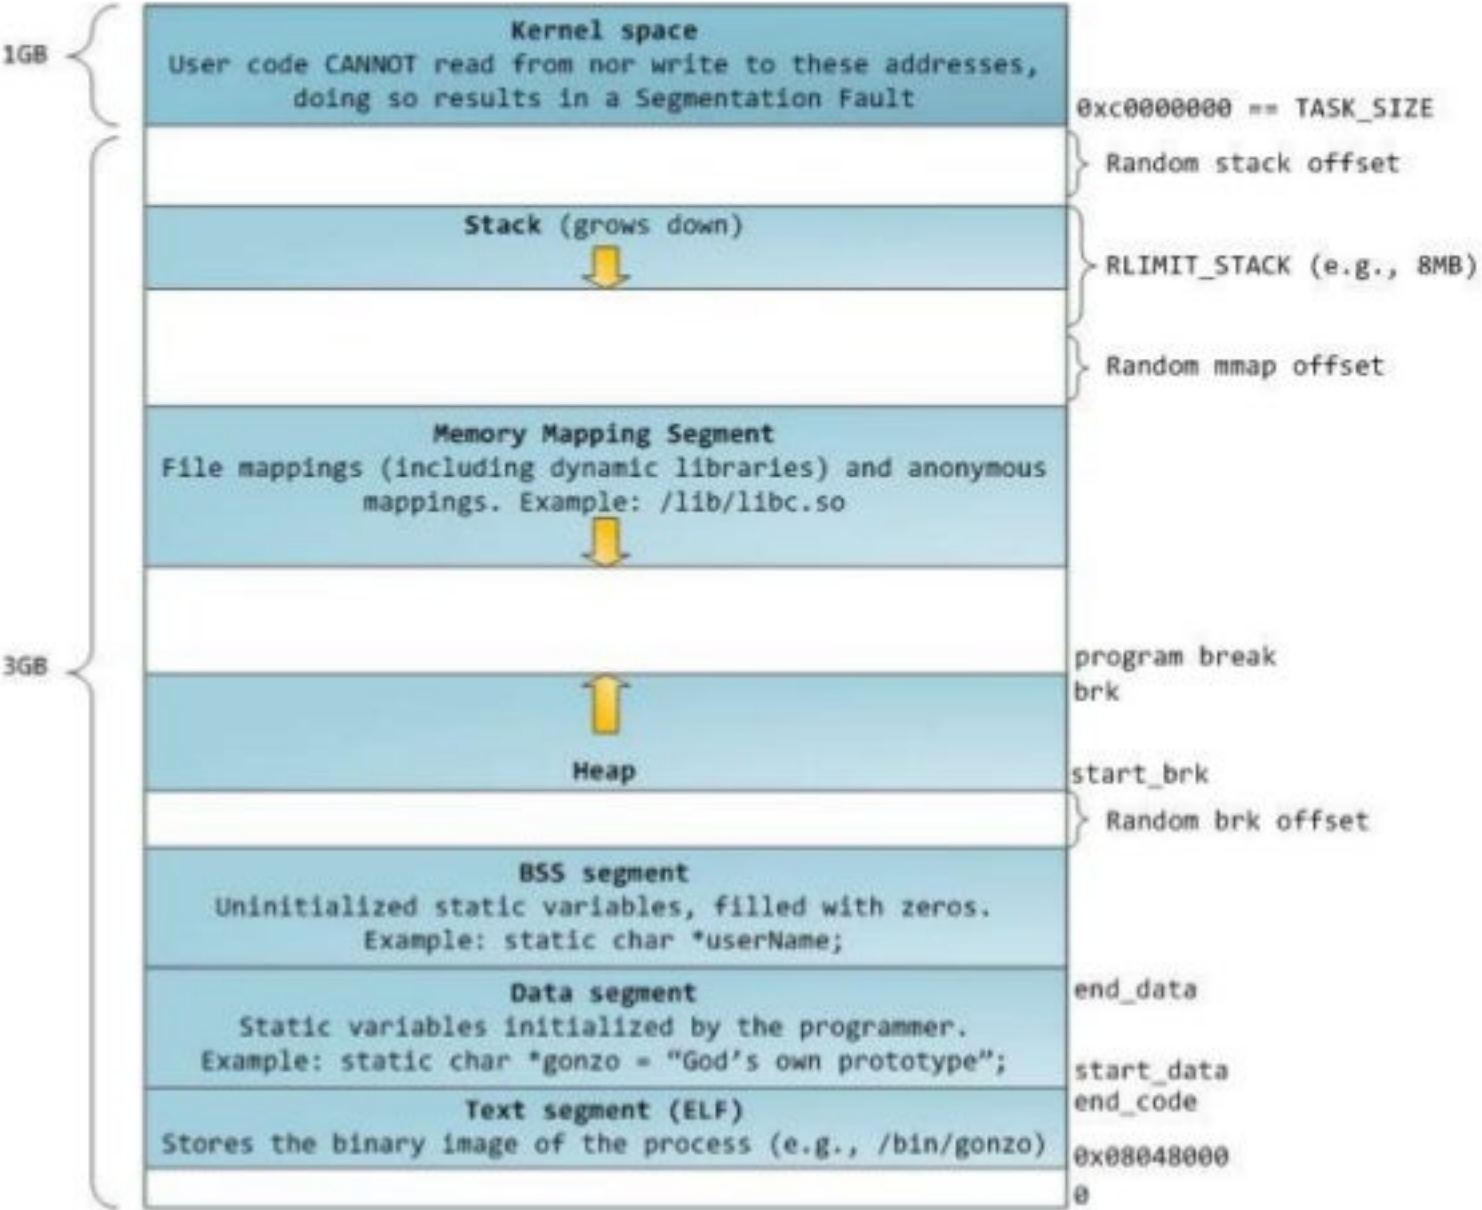 1GB
Kernel space
User code CANNOT read from nor write to these addresses,
doing so results in a Segmentation Fault
0xc0000000 == TASK_SIZE
Random stack offset
Stack (grows down)
RLIMIT_STACK (e.g., 8MB)
Random mmap offset
Memory Mapping Segment
File mappings (including dynamic libraries) and anonymous
mappings. Example: /lib/libc.so
3GB
program break
brk
Heap
start_brk
Random brk offset
BSS segment
Uninitialized static variables, filled with zeros.
Example: static char *userName;
Data segment
end_data
Static variables initialized by the programmer.
Example: static char *gonzo = “God’s own prototype”;
start_data
end_code
Text segment (ELF)
Stores the binary image of the process (e.g., /bin/gonzo)
0x08048000
0